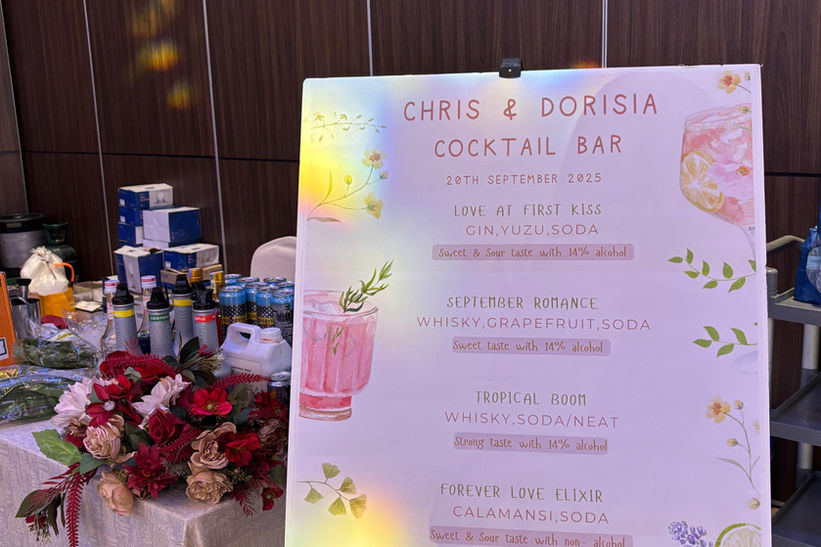 CHRIS & DORISIA
COCKTAIL BAR
20TH SEPTEMBER 2025
LOVE AT FIRST KISS
GIN,YUZU,SODA
Sweet & Sour taste with 14% alcohol
SEPTEMBER ROMANCE
WHISKY,GRAPEFRUIT,SODA
Sweet taste with 14% alcohol
TROPICAL BOOM
WHISKY,SODA/NEAT
Strong taste with 14% alcohol
FOREVER LOVE ELIXIR
CALAMANSI,SODA
Sweet & Sour taste with non- alcohol